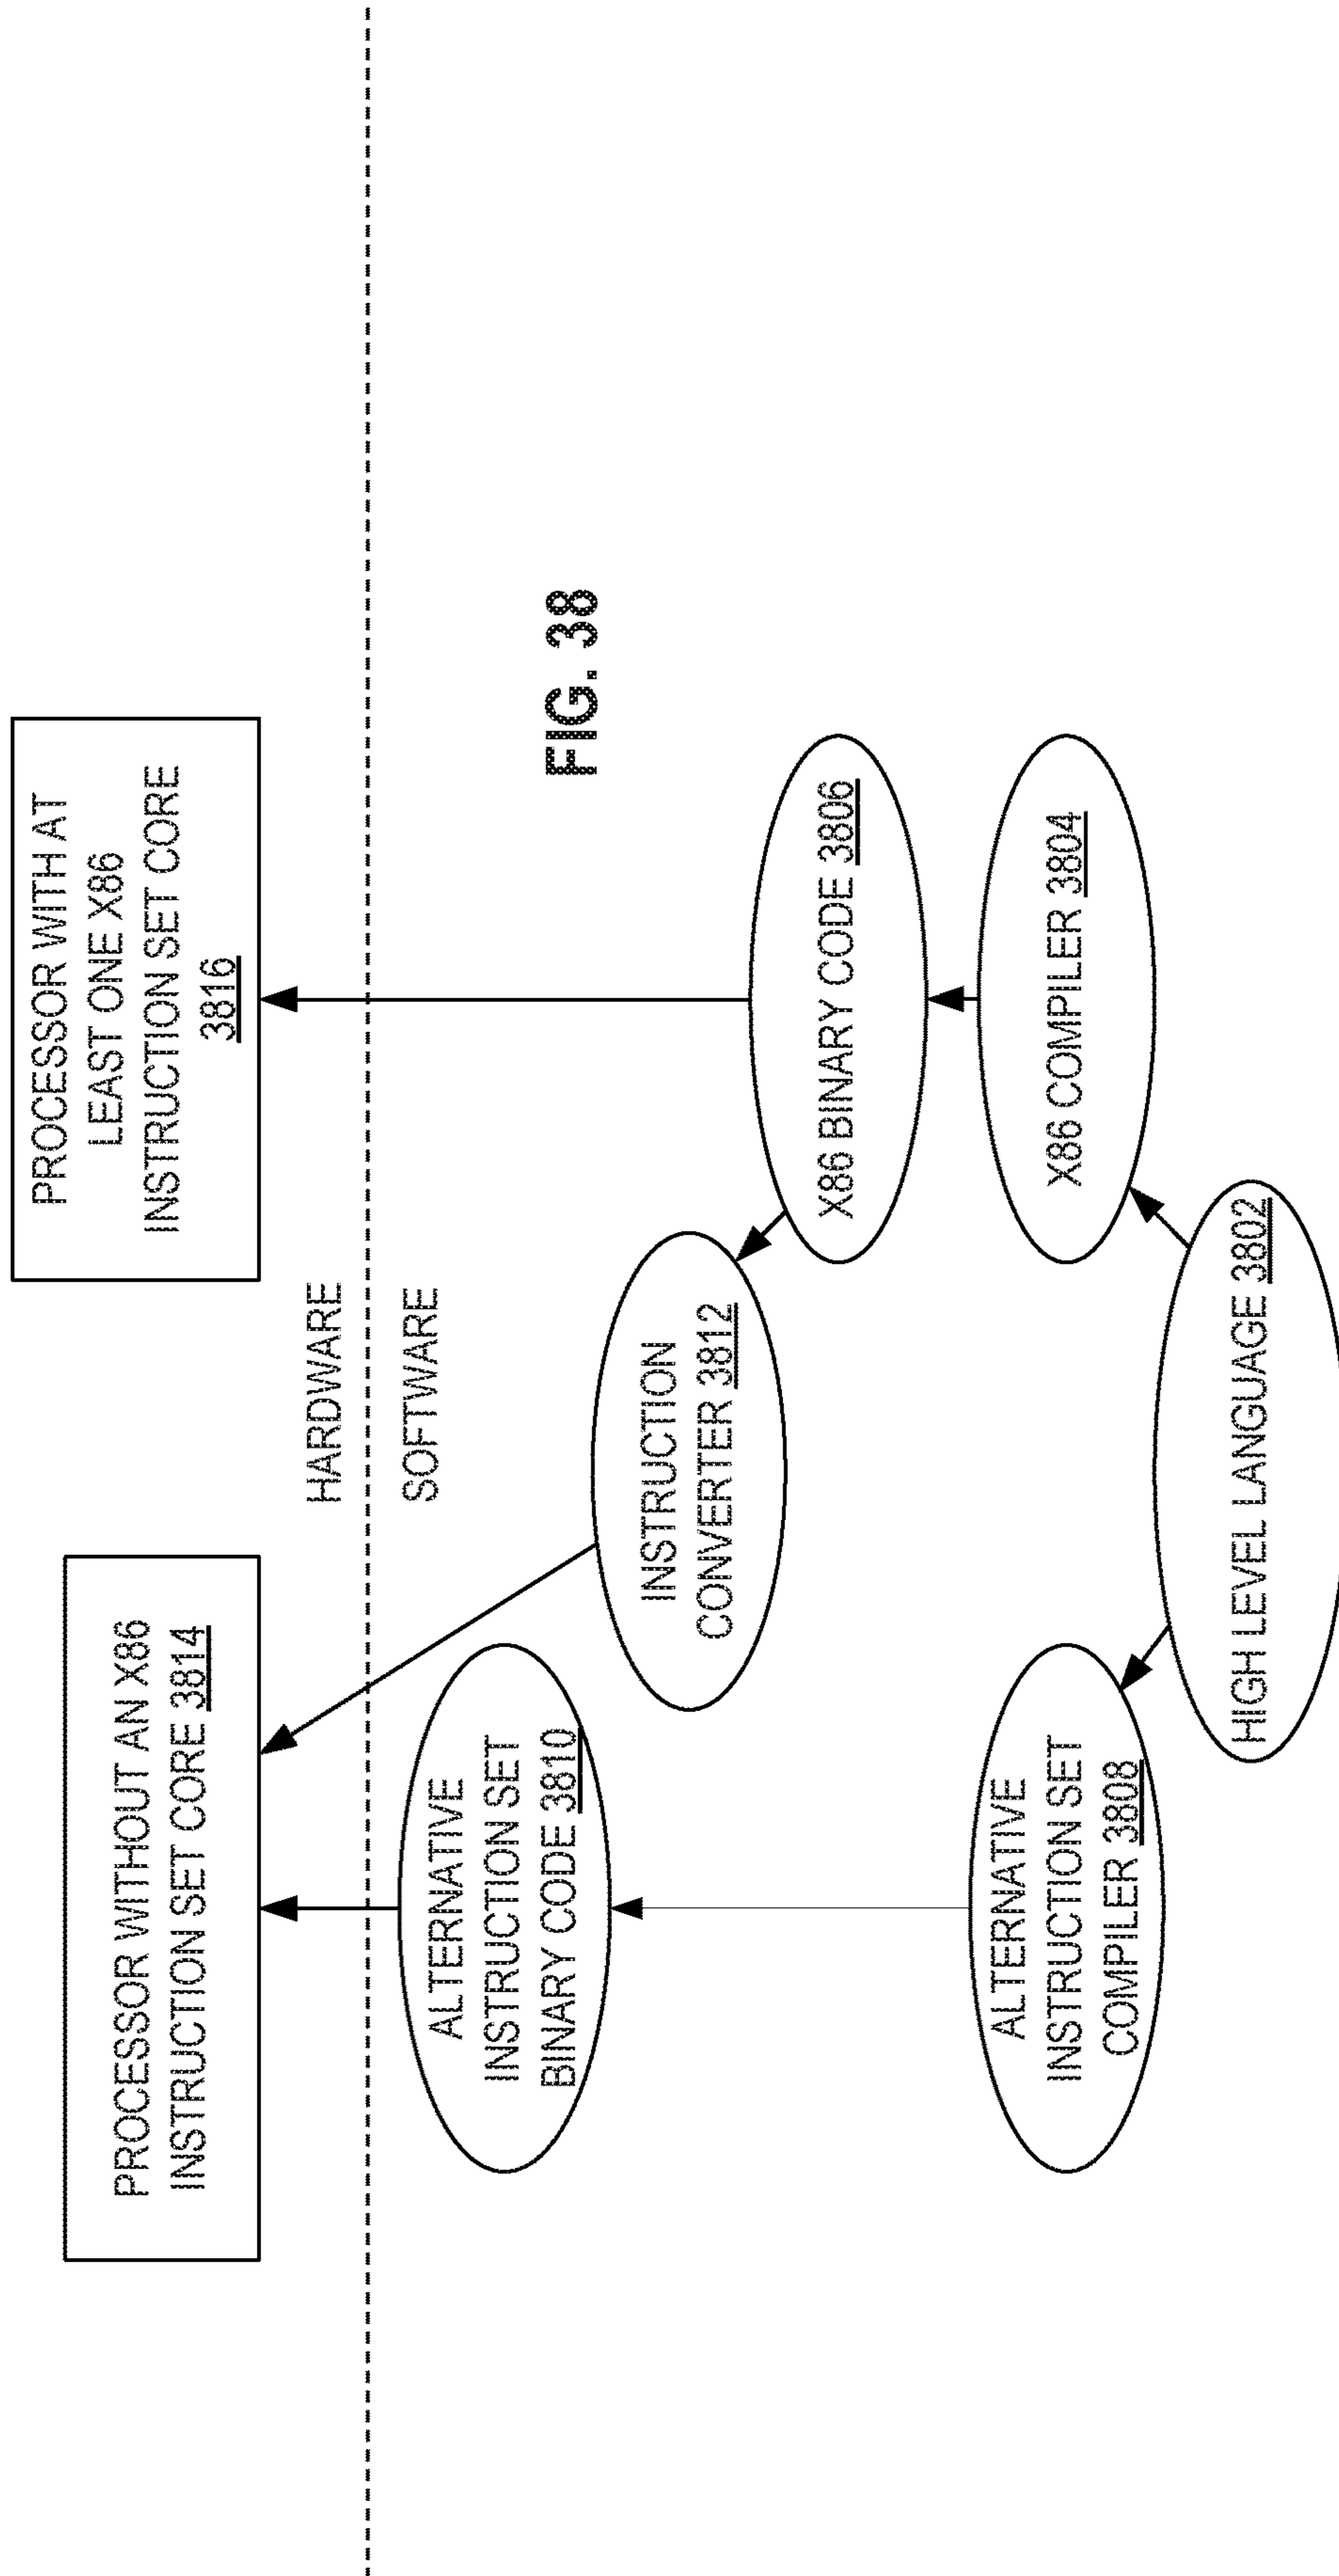 PROCESSOR WITHOUT AN X86
INSTRUCTION SET CORE 3814
PROCESSOR WITH AT
LEAST ONE X86
INSTRUCTION SET CORE
3816
HARDWARE
SOFTWARE
ALTERNATIVE
INSTRUCTION SET
BINARY CODE 3810
INSTRUCTION
CONVERTER 3812
FIG. 38
X86 BINARY CODE 3806
ALTERNATIVE
INSTRUCTION SET
COMPILER 3808
X86 COMPILER 3804
HIGH LEVEL LANGUAGE 3802